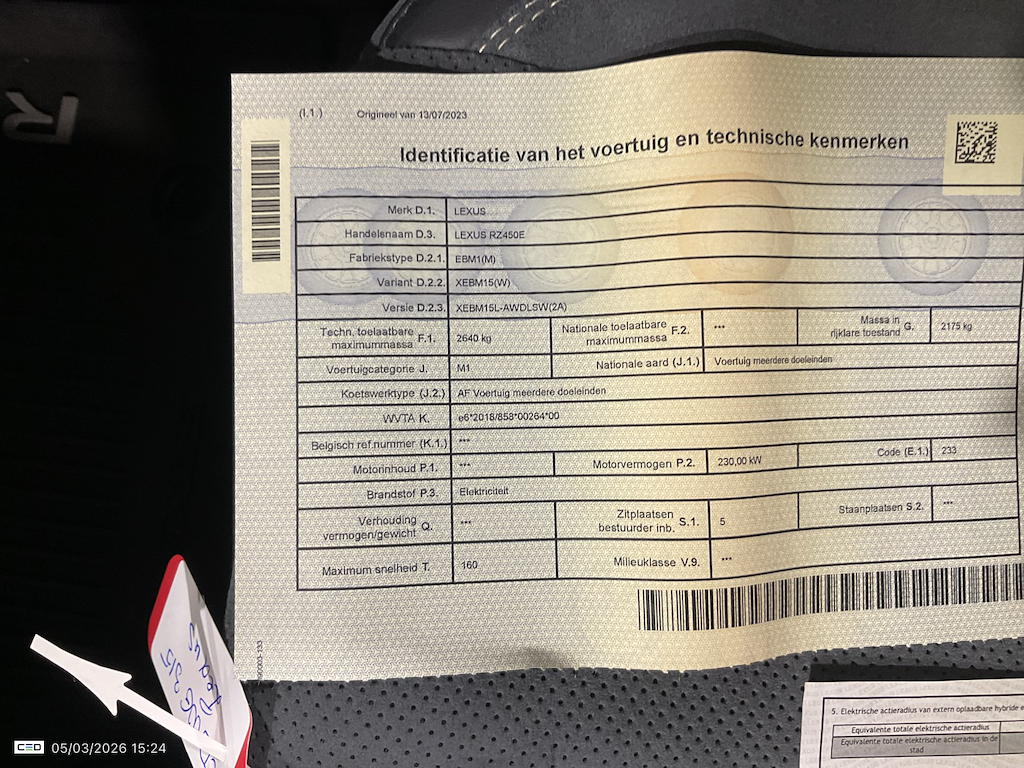 R
(I.1.) Origineel van 13/07/2023
Identificatie van het voertuig en technische kenmerken
Merk D.1. LEXUS
Handelsnaam D.3. LEXUS RZ450E
Fabriekstype D.2.1. EBM1(M)
Variant D.2.2. XEBM15(W)
Versie D.2.3. XEBM15L-AWDLSW(2A)
Techn. toelaatbare maximummassa F.1. 2640 kg Nationale toelaatbare maximummassa F.2. *** Massa in rijklare toestand G. 2175 kg
Voertuigcategorie J. M1 Nationale aard (J.1.) Voertuig meerdere doeleinden
Koetswerktype (J.2.) AF Voertuig meerdere doeleinden
WVTA K. e6*2018/858*00264*00
Belgisch ref.nummer (K.1.) ***
Motorinhoud P.1. *** Motorvermogen P.2. 230,00 kW Code (E.1.) 233
Brandstof P.3. Elektriciteit
Verhouding vermogen/gewicht Q. *** Zitplaatsen bestuurder inb. S.1. 5 Staanplaatsen S.2. ***
Maximum snelheid T. 160 Milieuklasse V.9. ***
5. Elektrische actieradius van extern oplaadbare hybride
Equivalente totale elektrische actieradius
Equivalente totale elektrische actieradius in de
stad
CED 05/03/2026 15:24